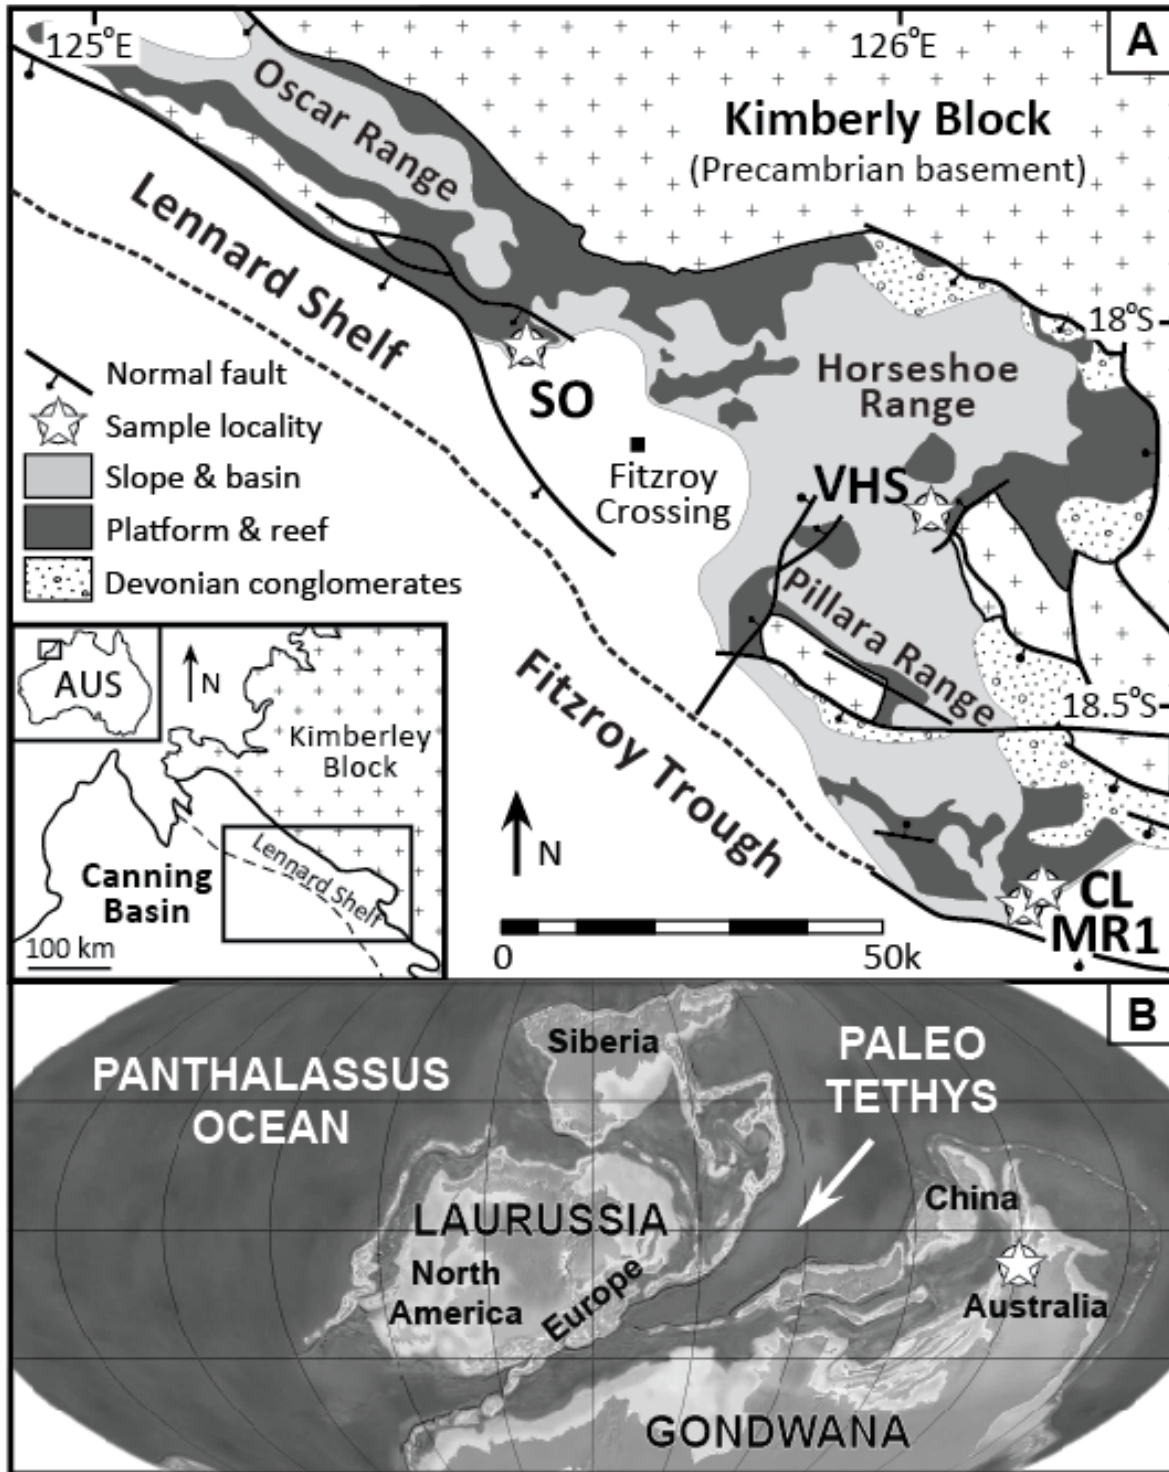 125°E
126°E
A
Oscar Range
Kimberly Block
(Precambrian basement)
Lennard Shelf
18°S
Horseshoe
Range
Normal fault
SO
Sample locality
Fitzroy
Crossing
VHS
Slope & basin
Platform & reef
Devonian conglomerates
Pillara Range
AUS
N
18.5°S
Fitzroy Trough
Kimberley
Block
Canning
Basin
Lennard Shelf
100 km
N
CL
MR1
0
50k
B
Siberia
PANTHALASSUS
OCEAN
PALEO
TETHYS
China
LAURUSSIA
North
America
Europe
Australia
GONDWANA